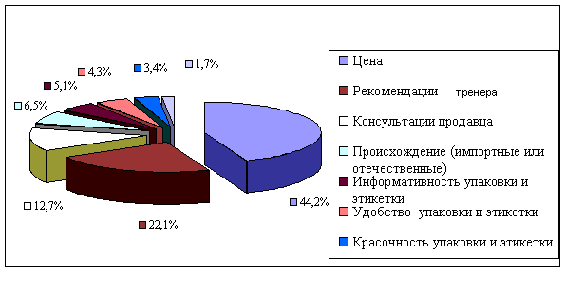 4,3%
3,4%
1,7%
5,1%
6,5%
12,7%
22,1%
44,2%
Цена
Рекомендации тренера
Консультации продавца
Происхождение (импортные или
отечественные)
Информативность упаковки и
этикетки
Удобство упаковки и этикетки
Красочность упаковки и этикетки